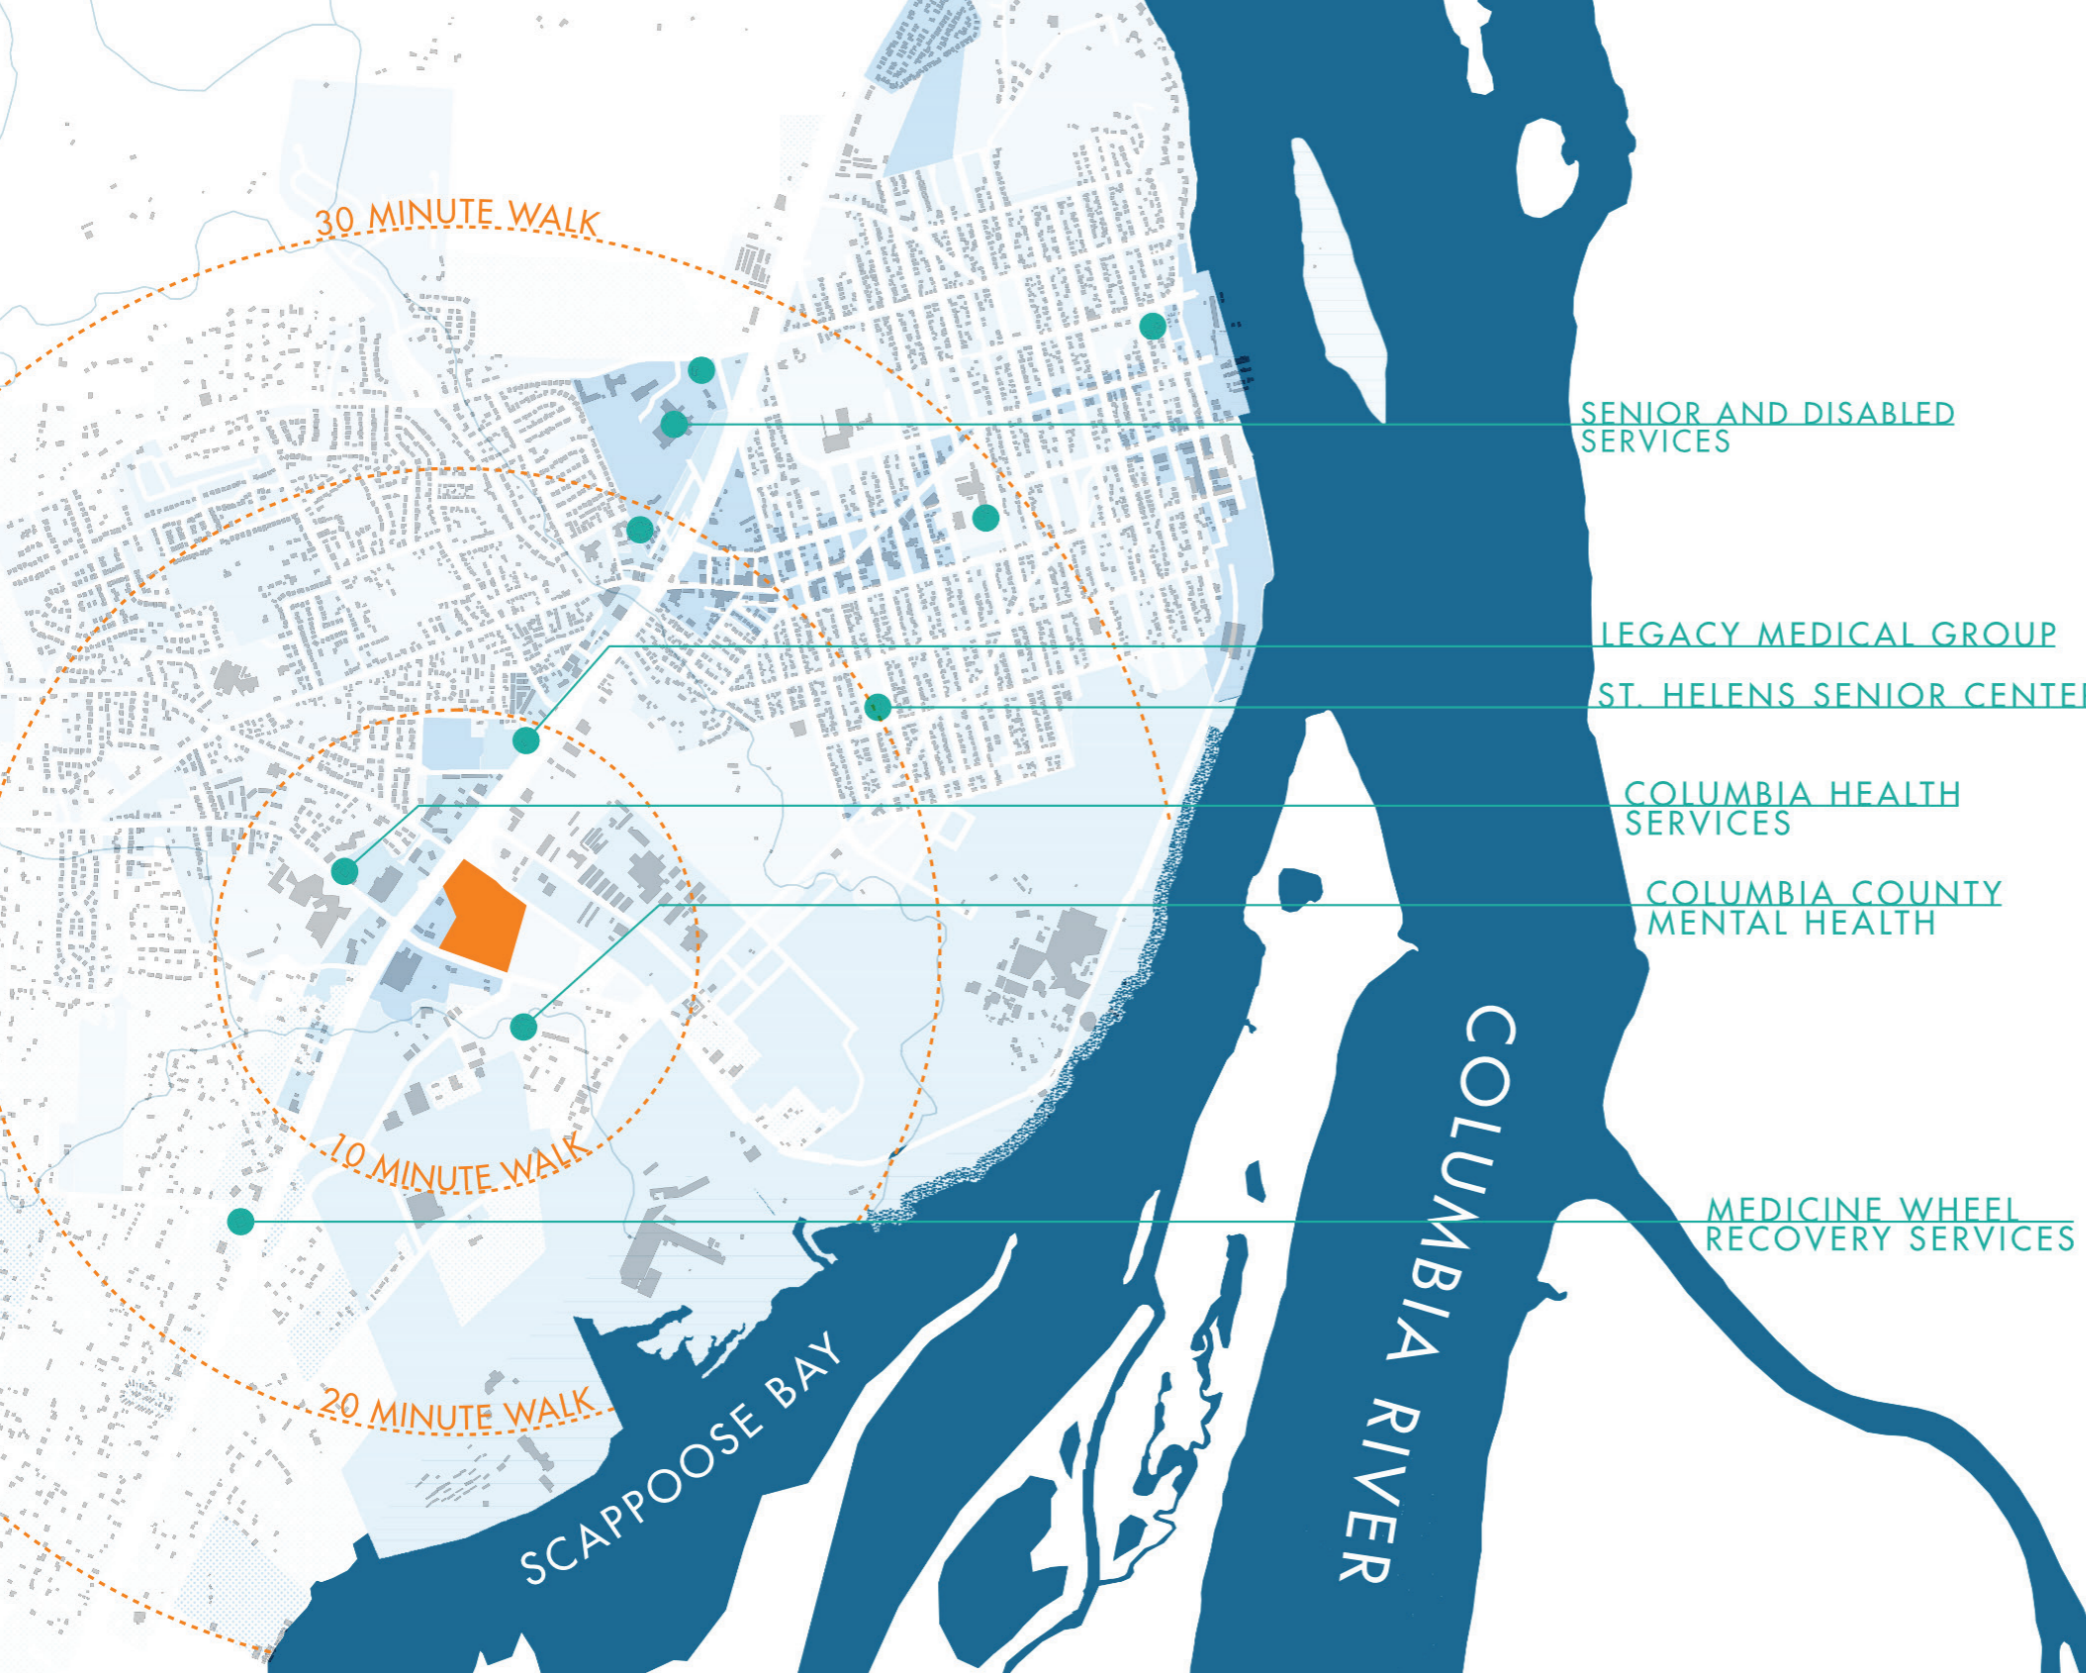 30 MINUTE WALK
SENIOR AND DISABLED
SERVICES
LEGACY MEDICAL GROUP
ST. HELENS SENIOR CENTE
COLUMBIA HEALTH
SERVICES
COLUMBIA COUNTY
MENTAL HEALTH
10 MINUTE WALK
MEDICINE WHEEL
RECOVERY SERVICES
20 MINUTE WALK
SCAPPOOSE BAY
COLUMBIA RIVER